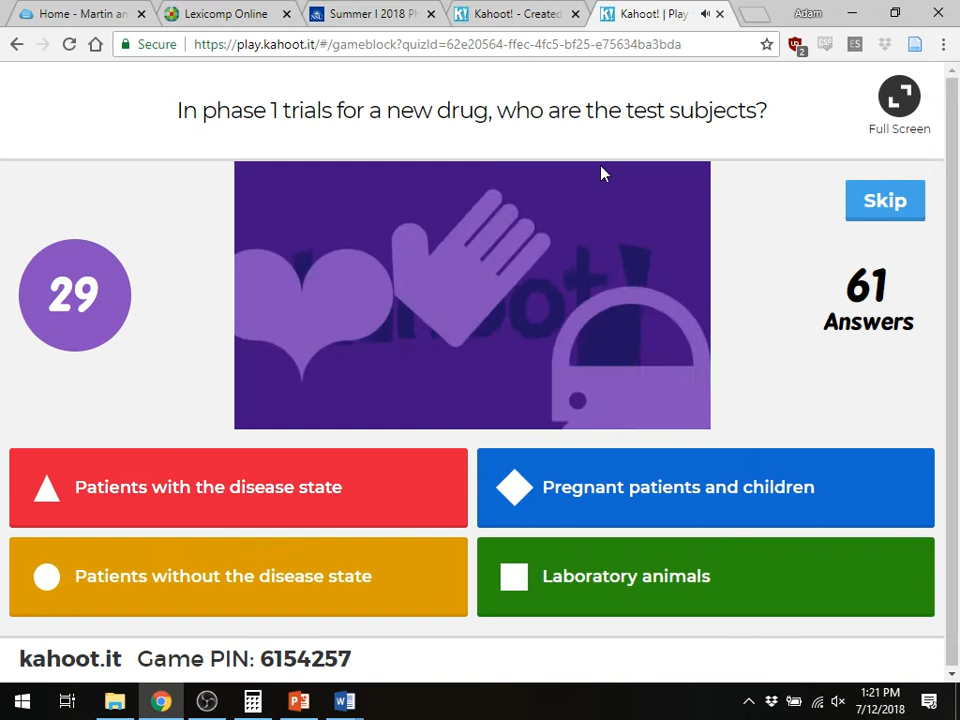 Home - Martin an
Lexicomp Online
Summer I 2018 Ph
Kahoot! - Created
Kahoot! | Play
Adam
Secure
https://play.kahoot.it/#/gameblock?quizId=62e20564-ffec-4fc5-bf25-e75634ba3bda
2
ES
In phase 1 trials for a new drug, who are the test subjects?
Full Screen
Skip
29
61
Answers
Kahoot!
Patients with the disease state
Pregnant patients and children
Patients without the disease state
Laboratory animals
kahoot.it Game PIN: 6154257
1:21 PM
7/12/2018